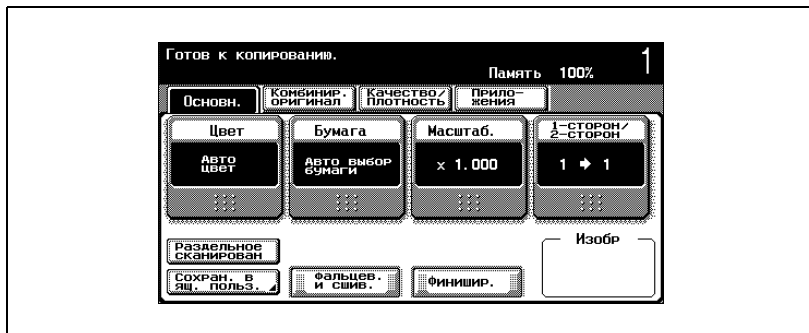 Готов к копированию.
1
Память 100%
Основн.
Комбинир.
оригинал
Качество/
Плотность
Прило-
жения
Цвет
Бумага
Масштаб.
1-сторон/
2-сторон
Авто
цвет
Авто выбор
бумаги
x 1.000
1 → 1
Раздельное
сканирован
Изобр
Сохран. в
ящ. польз.
Фальцев.
и сшив.
Финишир.